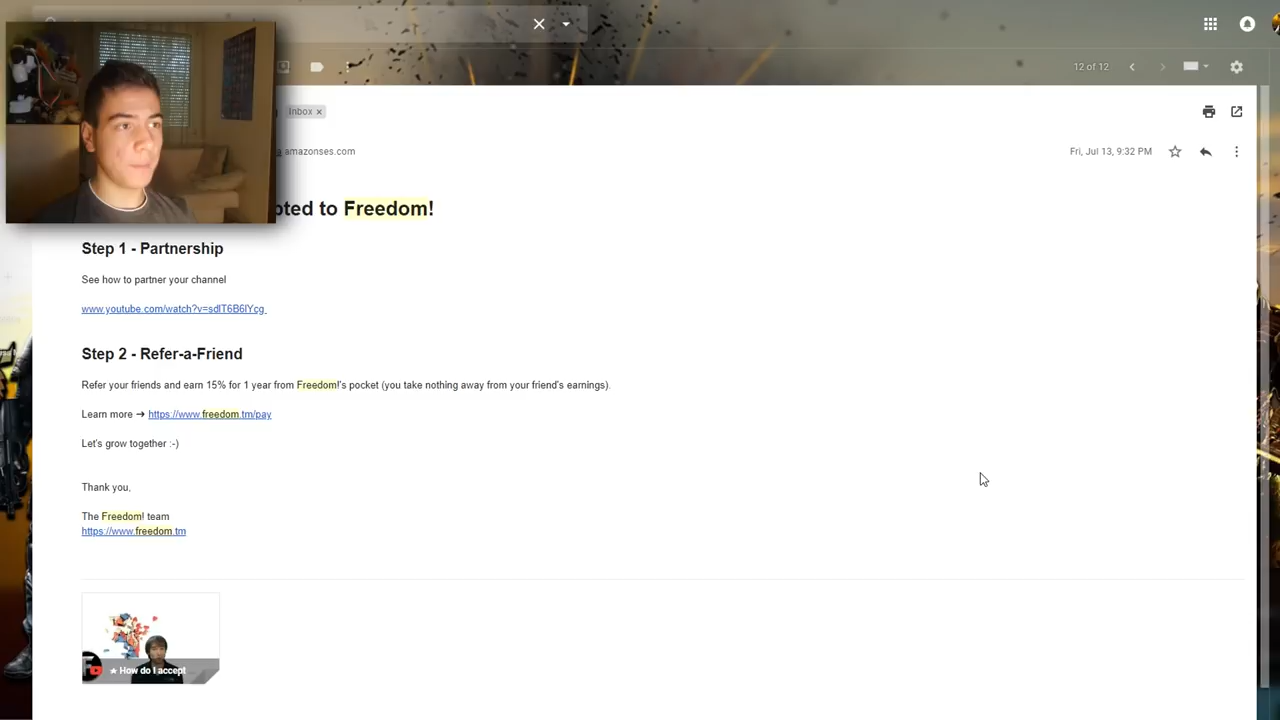 12 of 12
Inbox ×
amazonses.com
Fri, Jul 13, 9:32 PM
to Freedom!
Step 1 - Partnership
See how to partner your channel
www.youtube.com/watch?v=sdIT6B6lYcg
Step 2 - Refer-a-Friend
Refer your friends and earn 15% for 1 year from Freedom!'s pocket (you take nothing away from your friend's earnings).
Learn more ➔ https://www.freedom.tm/pay
Let's grow together :-)
Thank you,
The Freedom! team
https://www.freedom.tm
★ How do I accept